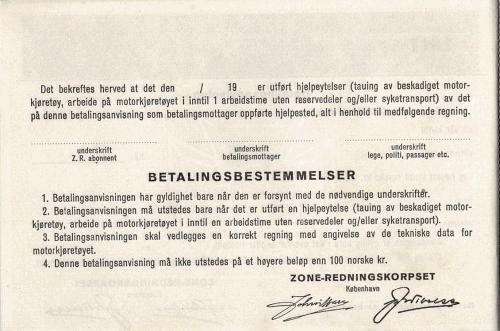 Det bekreftes herved at det den / 19 er utført hjelpeytelser (tauing av beskadiget motor-
kjøretøy, arbeide på motorkjøretøyet i inntil 1 arbeidstime uten reservedeler og/eller syketransport) av det
på denne betalingsanvisning som betalingsmottager oppførte hjelpested, alt i henhold til medfølgende regning.
underskrift underskrift underskrift
Z. R. abonnent betalingsmottager lege, politi, passager etc.
BETALINGSBESTEMMELSER
1. Betalingsanvisningen har gyldighet bare når den er forsynt med de nødvendige underskrifter.
2. Betalingsanvisningen må utstedes bare når det er utført en hjelpeytelse (tauing av beskadiget motor-
kjøretøy, arbeide på motorkjøretøyet i inntil en arbeidstime uten reservedeler og/eller syketransport).
3. Betalingsanvisningen skal vedlegges en korrekt regning med angivelse av de tekniske data for
motorkjøretøyet.
4. Denne betalingsanvisning må ikke utstedes på et høyere beløp enn 100 norske kr.
ZONE-REDNINGSKORPSET
København